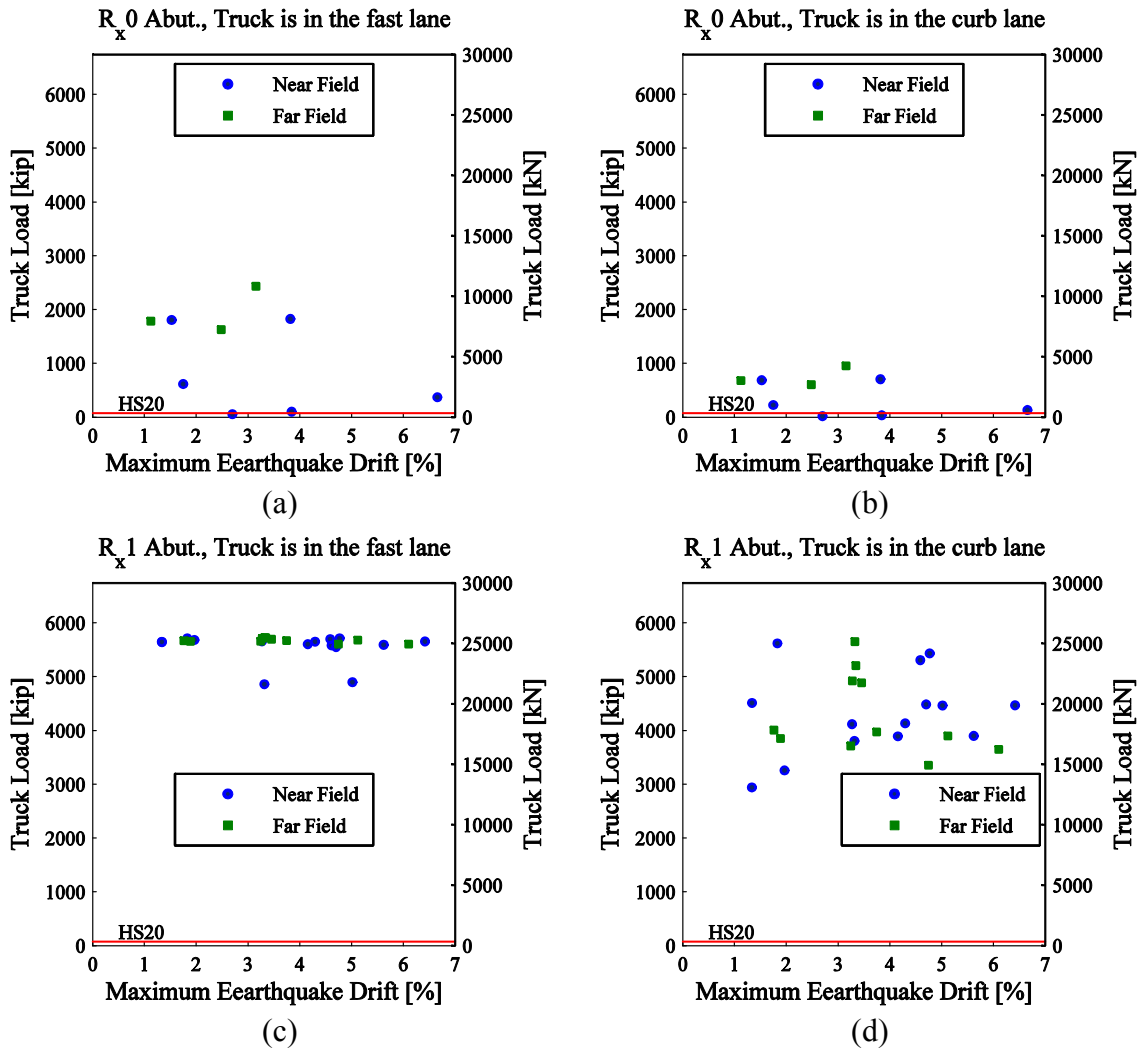 R_x0 Abut., Truck is in the fast lane
Near Field
Far Field
Truck Load [kip]
6000
5000
4000
3000
2000
1000
0
Truck Load [kN]
30000
25000
20000
15000
10000
5000
0
HS20
0 1 2 3 4 5 6 7
Maximum Eearthquake Drift [%]
(a)
R_x0 Abut., Truck is in the curb lane
Near Field
Far Field
Truck Load [kip]
6000
5000
4000
3000
2000
1000
0
Truck Load [kN]
30000
25000
20000
15000
10000
5000
0
HS20
0 1 2 3 4 5 6 7
Maximum Eearthquake Drift [%]
(b)
R_x1 Abut., Truck is in the fast lane
Near Field
Far Field
Truck Load [kip]
6000
5000
4000
3000
2000
1000
0
Truck Load [kN]
30000
25000
20000
15000
10000
5000
0
HS20
0 1 2 3 4 5 6 7
Maximum Eearthquake Drift [%]
(c)
R_x1 Abut., Truck is in the curb lane
Near Field
Far Field
Truck Load [kip]
6000
5000
4000
3000
2000
1000
0
Truck Load [kN]
30000
25000
20000
15000
10000
5000
0
HS20
0 1 2 3 4 5 6 7
Maximum Eearthquake Drift [%]
(d)